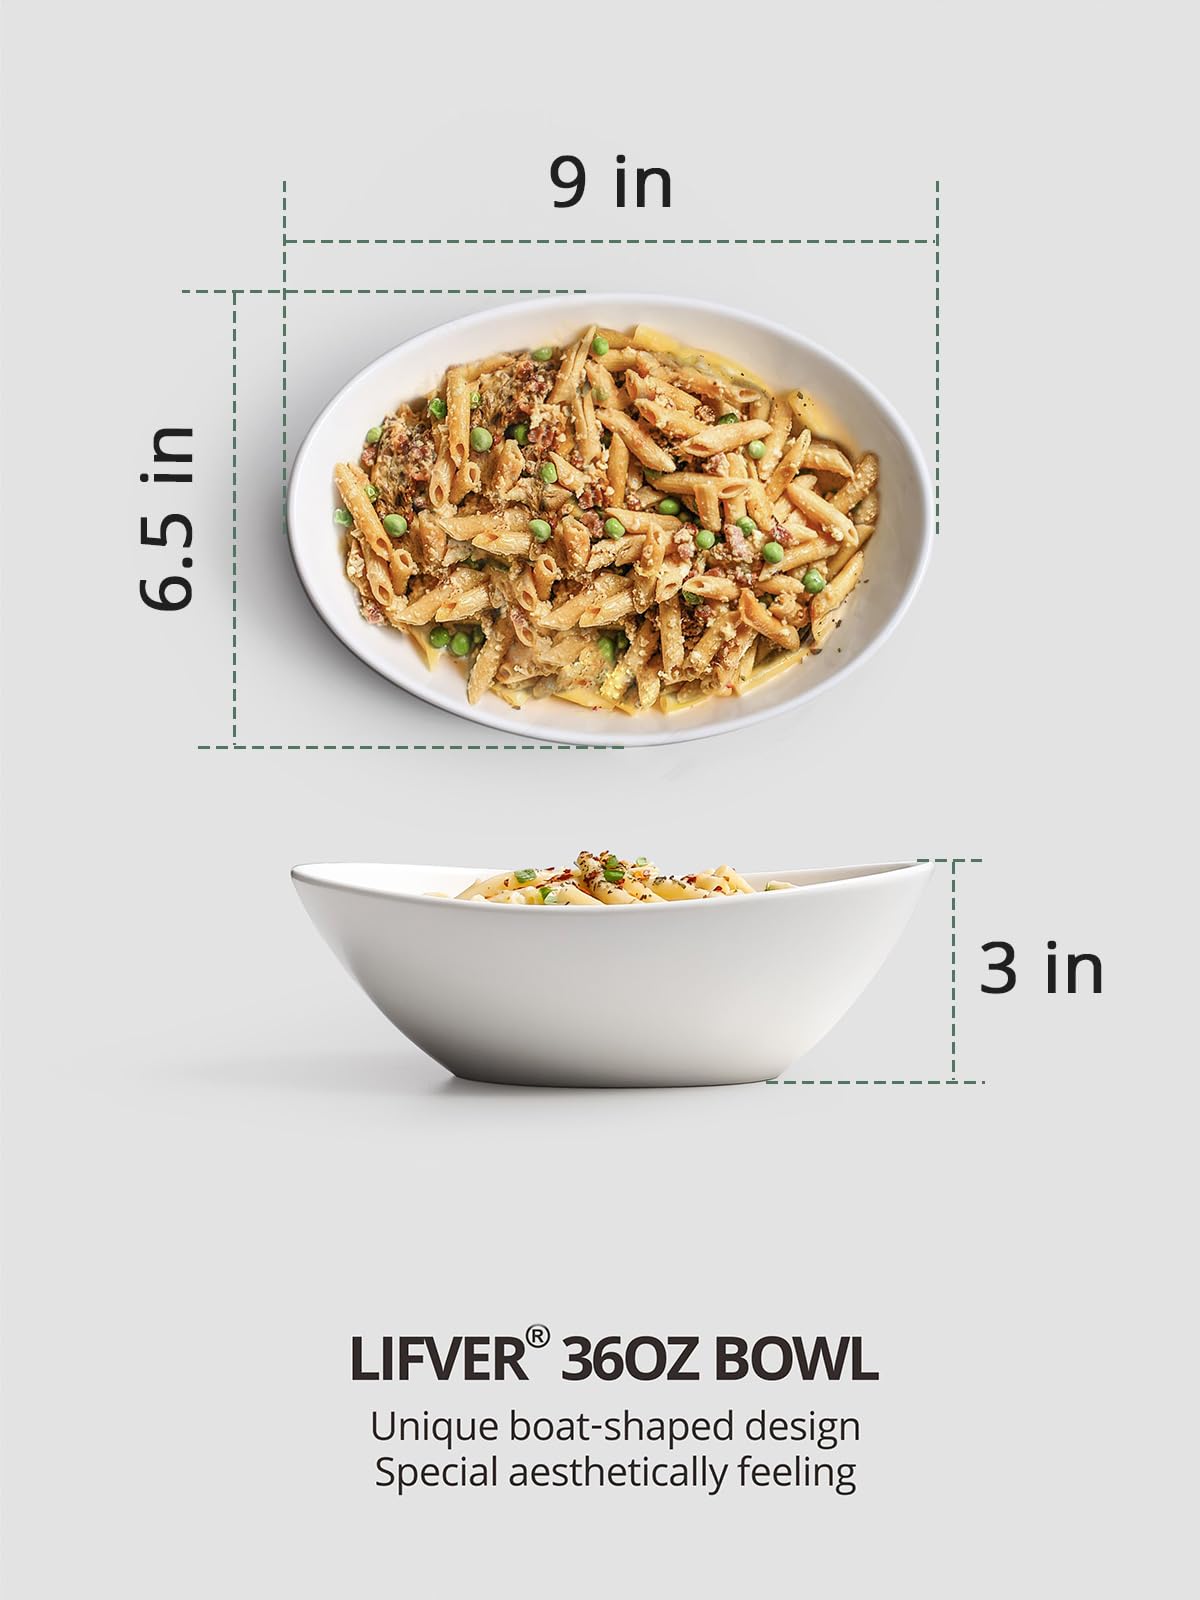 9 in
6.5 in
3 in
LIFVER® 36OZ BOWL
Unique boat-shaped design
Special aesthetically feeling